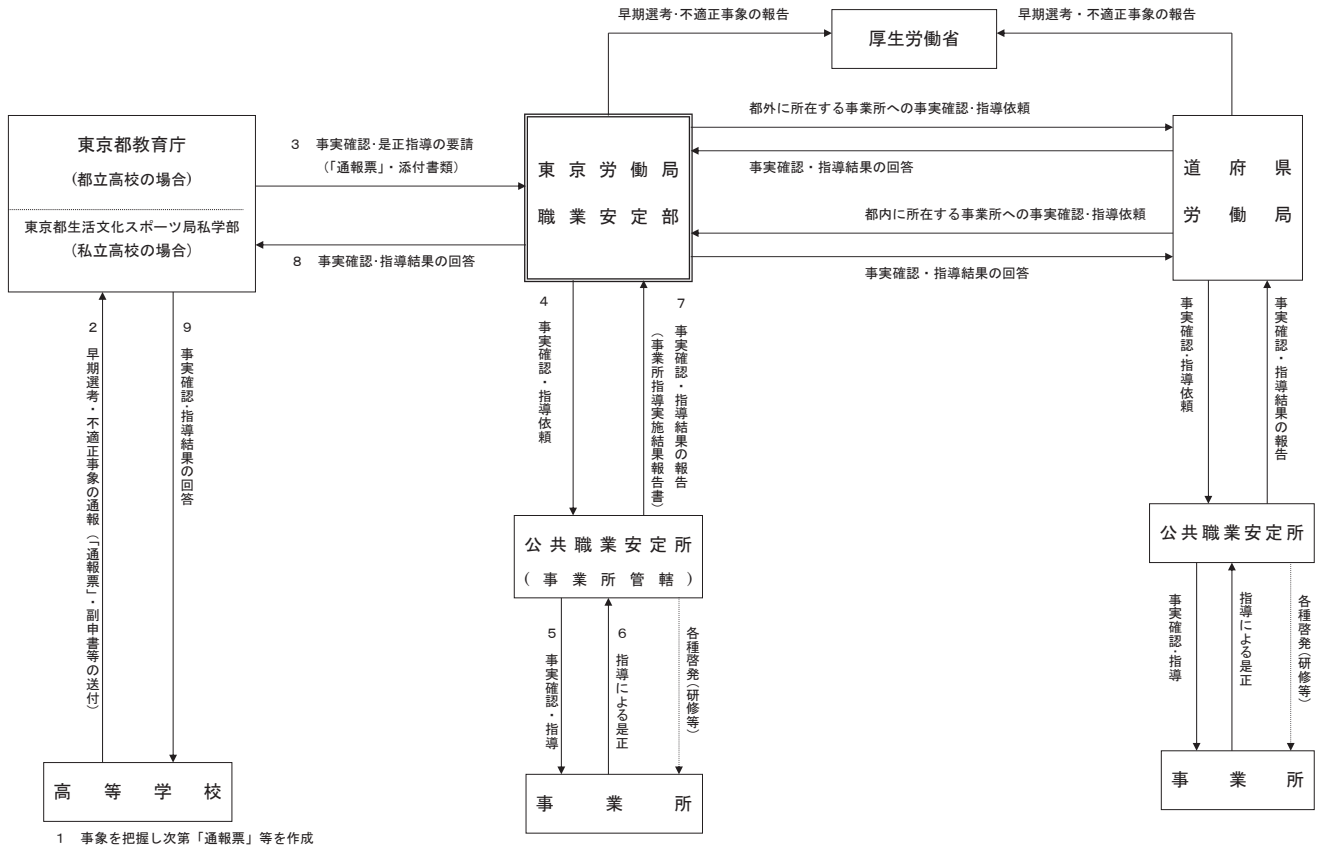 早期選考・不適正事象の報告
早期選考・不適正事象の報告
厚生労働省
東京都教育庁
(都立高校の場合)
東京都生活文化スポーツ局私学部
(私立高校の場合)
3 事実確認・是正指導の要請
(「通報票」・添付書類)
8 事実確認・指導結果の回答
東京労働局
職業安定部
都外に所在する事業所への事実確認・指導依頼
事実確認・指導結果の回答
都内に所在する事業所への事実確認・指導依頼
事実確認・指導結果の回答
道府県
労働局
2 早期選考・不適正事象の通報(「通報票」・副申書等の送付)
9 事実確認・指導結果の回答
4 事実確認・指導依頼
7 事実確認・指導結果の報告
(事業所指導実施結果報告書)
事実確認・指導依頼
事実確認・指導結果の報告
公共職業安定所
(事業所管轄)
公共職業安定所
5 事実確認・指導
6 指導による是正
各種啓発(研修等)
事実確認・指導
指導による是正
各種啓発(研修等)
高等学校
事業所
事業所
1 事象を把握し次第「通報票」等を作成